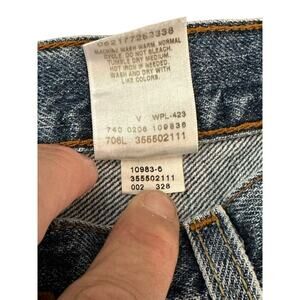 062177253338
MACHINE WASH WARM, NORMAL
CYCLE. DO NOT BLEACH.
TUMBLE DRY MEDIUM.
HOT IRON IF NEEDED.
WASH AND DRY WITH
LIKE COLORS.
V WPL-423
740 0206 109836
706L 355502111
10983-6
355502111
002 328